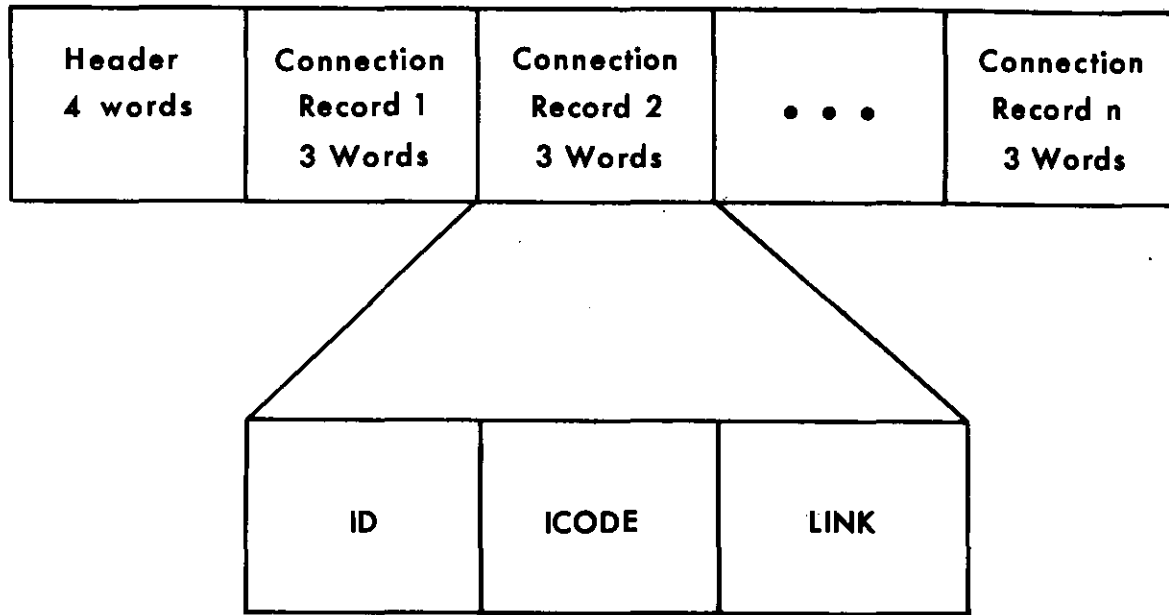 Header
4 words
Connection
Record 1
3 Words
Connection
Record 2
3 Words
• • •
Connection
Record n
3 Words
ID
ICODE
LINK